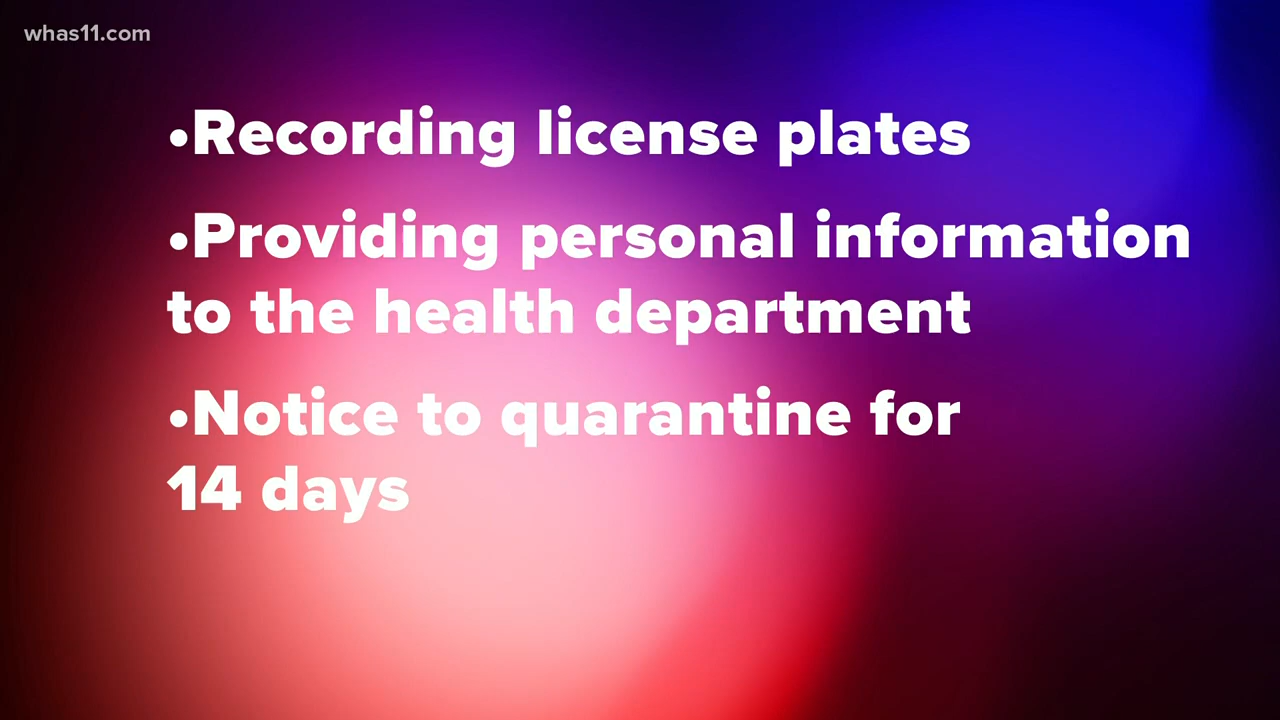 whas11.com
•Recording license plates
•Providing personal information
to the health department
•Notice to quarantine for
14 days